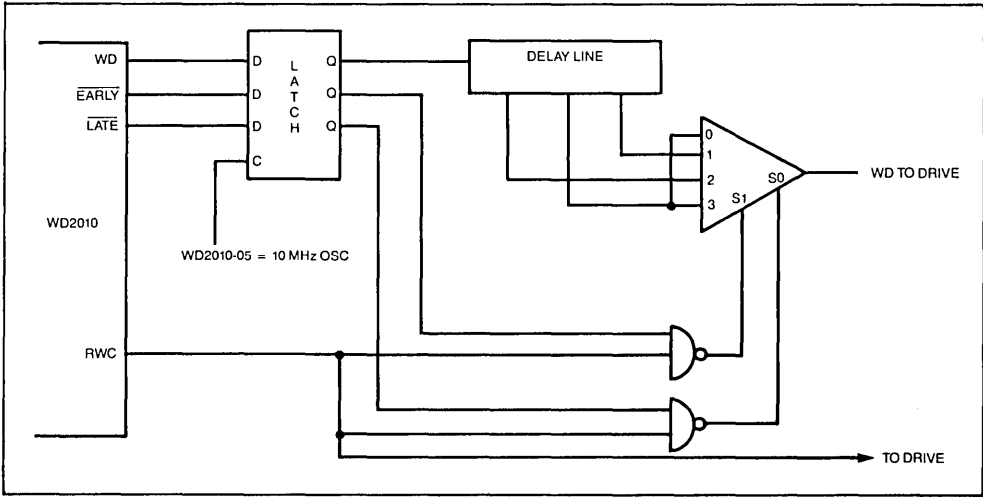 WD
EARLY
LATE
WD2010
RWC
D
D
D
C
LATCH
Q
Q
Q
WD2010-05 = 10 MHz OSC
DELAY LINE
0
1
2
3
S1
S0
WD TO DRIVE
TO DRIVE